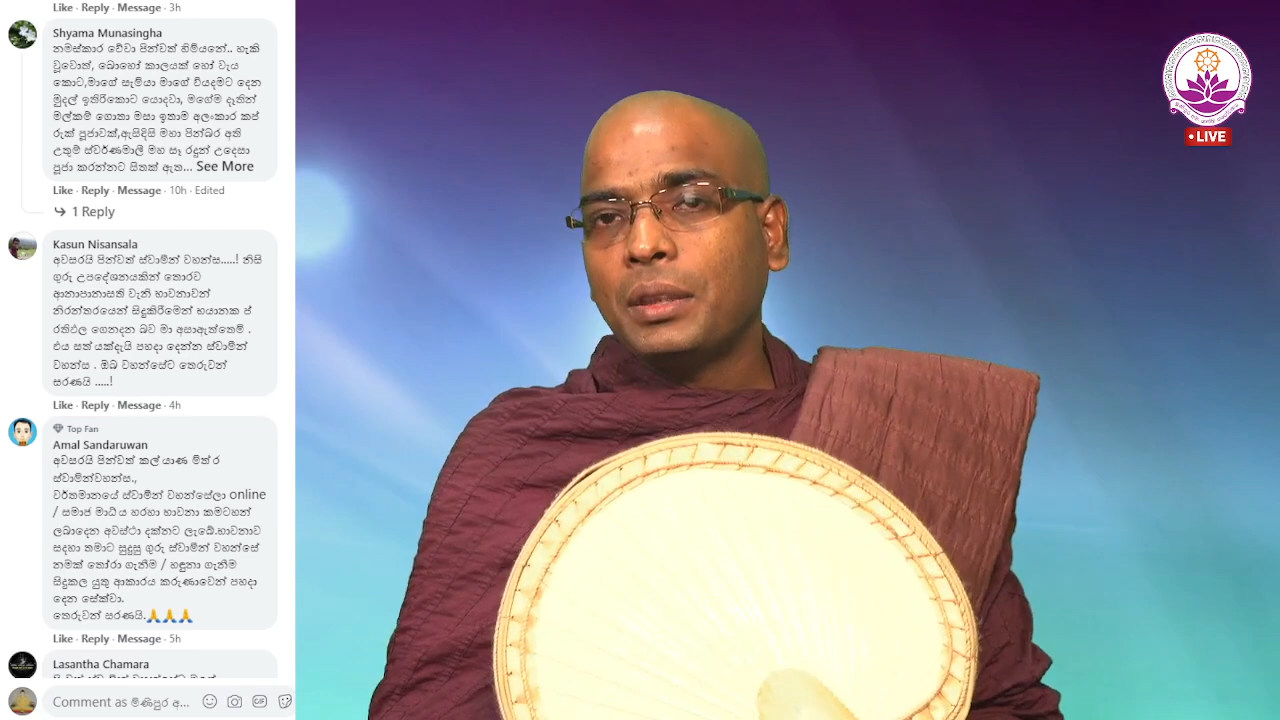 Like · Reply · Message · 3h
Shyama Munasingha
නමස්කාර වේවා පින්වත් හිමියනේ.. හැකි
වූවොත්, බොහෝ කාලයක් හෝ වැය
කොට,මාගේ සැමියා මාගේ වියදමට දෙන
මුදල් ඉතිරිකොට යොදවා, මගේම දෑතින්
මල්කම් ගොතා මසා ඉතාම අලංකාර කප්
රුක් පූජාවක්,ඇසිදිසි මහා පින්බර අති
උතුම් ස්වර්ණමාලී මහ සෑ රදුන් උදෙසා
පූජා කරන්නට සිතක් ඇත... See More
Like · Reply · Message · 10h · Edited
1 Reply
Kasun Nisansala
අවසරයි පින්වත් ස්වාමින් වහන්ස.....! නිසි
ගුරු උපදේශනයකින් තොරව
ආනාපානාසති වැනි භාවනාවන්
නිරන්තරයෙන් සිදුකිරීමෙන් භයානක ප්
රතිඵල ගෙනදෙන බව මා අසාඇත්තෙමි .
එය සත් යක්දැයි පහදා දෙන්න ස්වාමින්
වහන්ස . ඔබ වහන්සේට තෙරුවන්
සරණයි .....!
Like · Reply · Message · 4h
Top Fan
Amal Sandaruwan
අවසරයි පින්වත් කල් යාණ මිත් ර
ස්වාමින්වහන්ස.,
වර්තමානයේ ස්වාමීන් වහන්සේලා online
/ සමාජ මාධ් ය හරහා භාවනා කමටහන්
ලබාදෙන අවස්ථා දක්නට ලැබේ.භාවනාව
සදහා තමාට සුදුසු ගුරු ස්වාමින් වහන්සේ
නමක් තෝරා ගැනීම / හඳුනා ගැනීම
සිදුකල යුතු ආකාරය කරුණාවෙන් පහදා
දෙන සේක්වා.
තෙරුවන් සරණයි.🙏🙏🙏
Like · Reply · Message · 5h
Lasantha Chamara
Comment as මිණිපුර අ...
GIF
LIVE